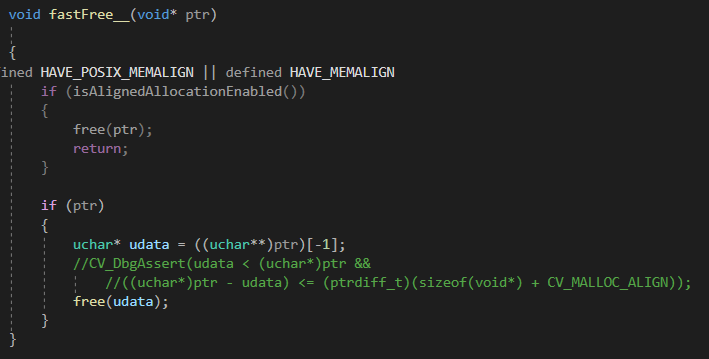 void fastFree__(void* ptr)
{
ined HAVE_POSIX_MEMALIGN || defined HAVE_MEMALIGN
if (isAlignedAllocationEnabled())
{
free(ptr);
return;
}
if (ptr)
{
uchar* udata = ((uchar**)ptr)[-1];
//CV_DbgAssert(udata < (uchar*)ptr &&
//((uchar*)ptr - udata) <= (ptrdiff_t)(sizeof(void*) + CV_MALLOC_ALIGN));
free(udata);
}
}